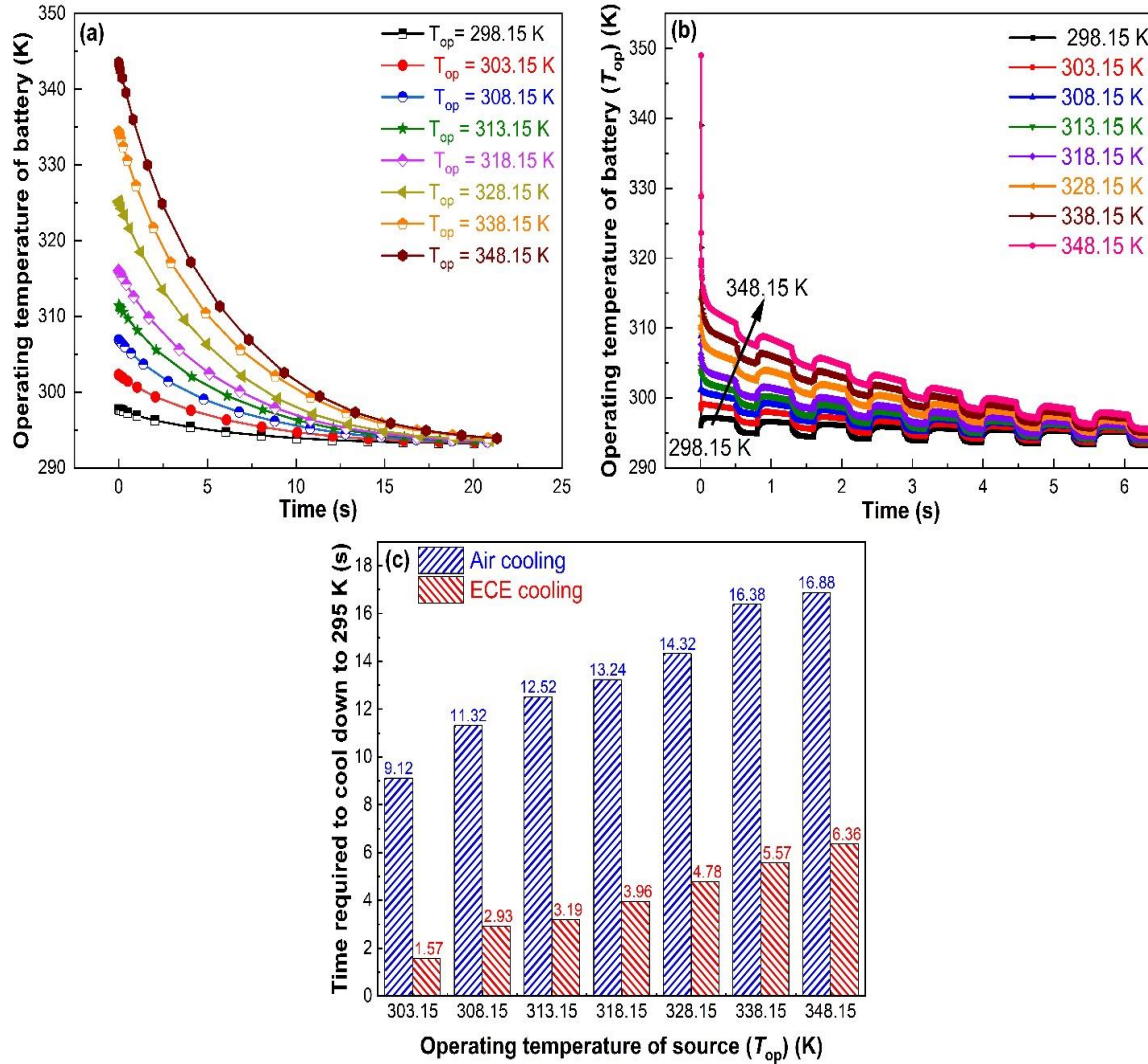 (a)
T_op= 298.15 K
T_op = 303.15 K
T_op = 308.15 K
T_op = 313.15 K
T_op = 318.15 K
T_op = 328.15 K
T_op = 338.15 K
T_op = 348.15 K
Operating temperature of battery (K)
350
340
330
320
310
300
290
0 5 10 15 20 25
Time (s)
(b)
298.15 K
303.15 K
308.15 K
313.15 K
318.15 K
328.15 K
338.15 K
348.15 K
348.15 K
298.15 K
Operating temperature of battery (T_op) (K)
350
340
330
320
310
300
290
0 1 2 3 4 5 6
Time (s)
(c)
Air cooling
ECE cooling
Time required to cool down to 295 K (s)
18
16
14
12
10
8
6
4
2
0
9.12
1.57
11.32
2.93
12.52
3.19
13.24
3.96
14.32
4.78
16.38
5.57
16.88
6.36
303.15 308.15 313.15 318.15 328.15 338.15 348.15
Operating temperature of source (T_op) (K)